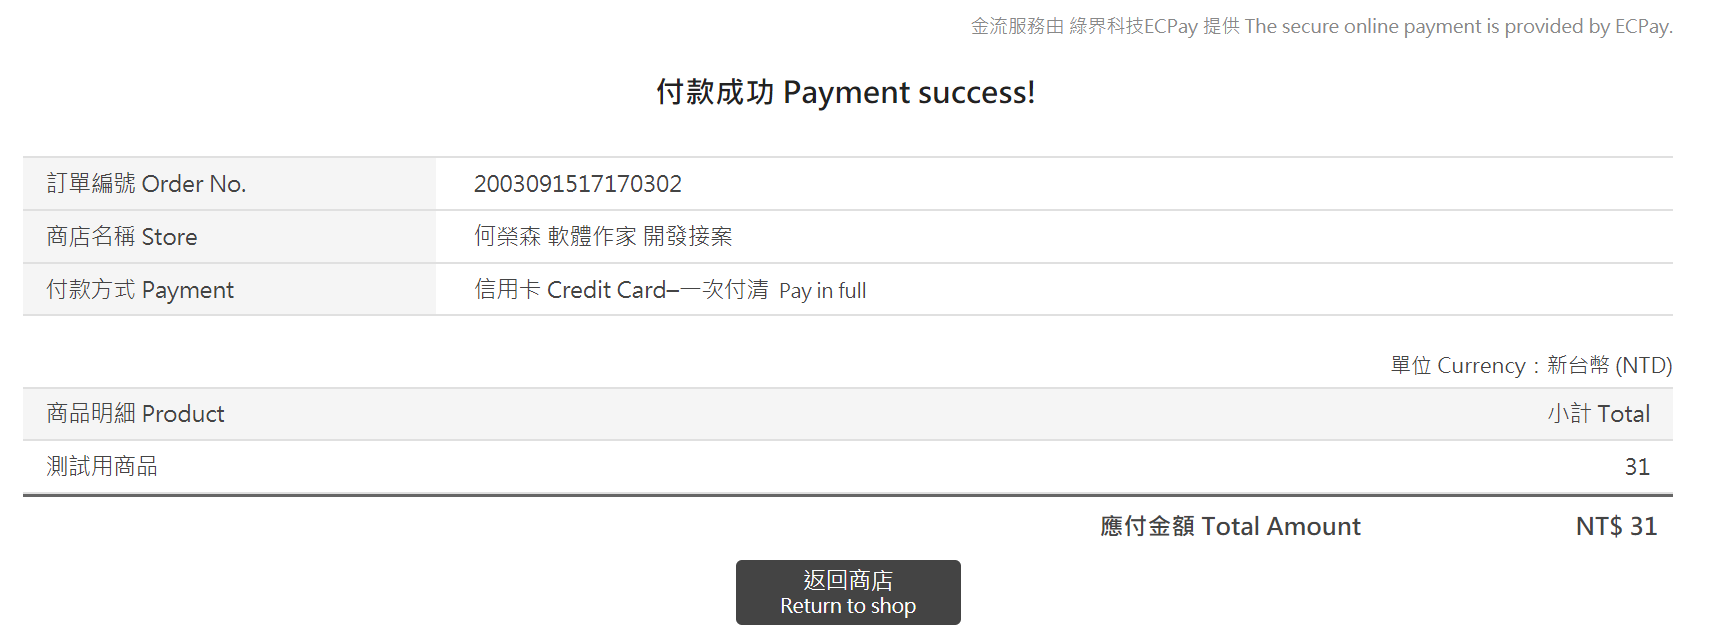 金流服務由 綠界科技ECPay 提供 The secure online payment is provided by ECPay.
付款成功 Payment success!
訂單編號 Order No. 2003091517170302
商店名稱 Store 何榮森 軟體作家 開發接案
付款方式 Payment 信用卡 Credit Card–一次付清 Pay in full
單位 Currency：新台幣 (NTD)
商品明細 Product 小計 Total
測試用商品 31
應付金額 Total Amount NT$ 31
返回商店
Return to shop